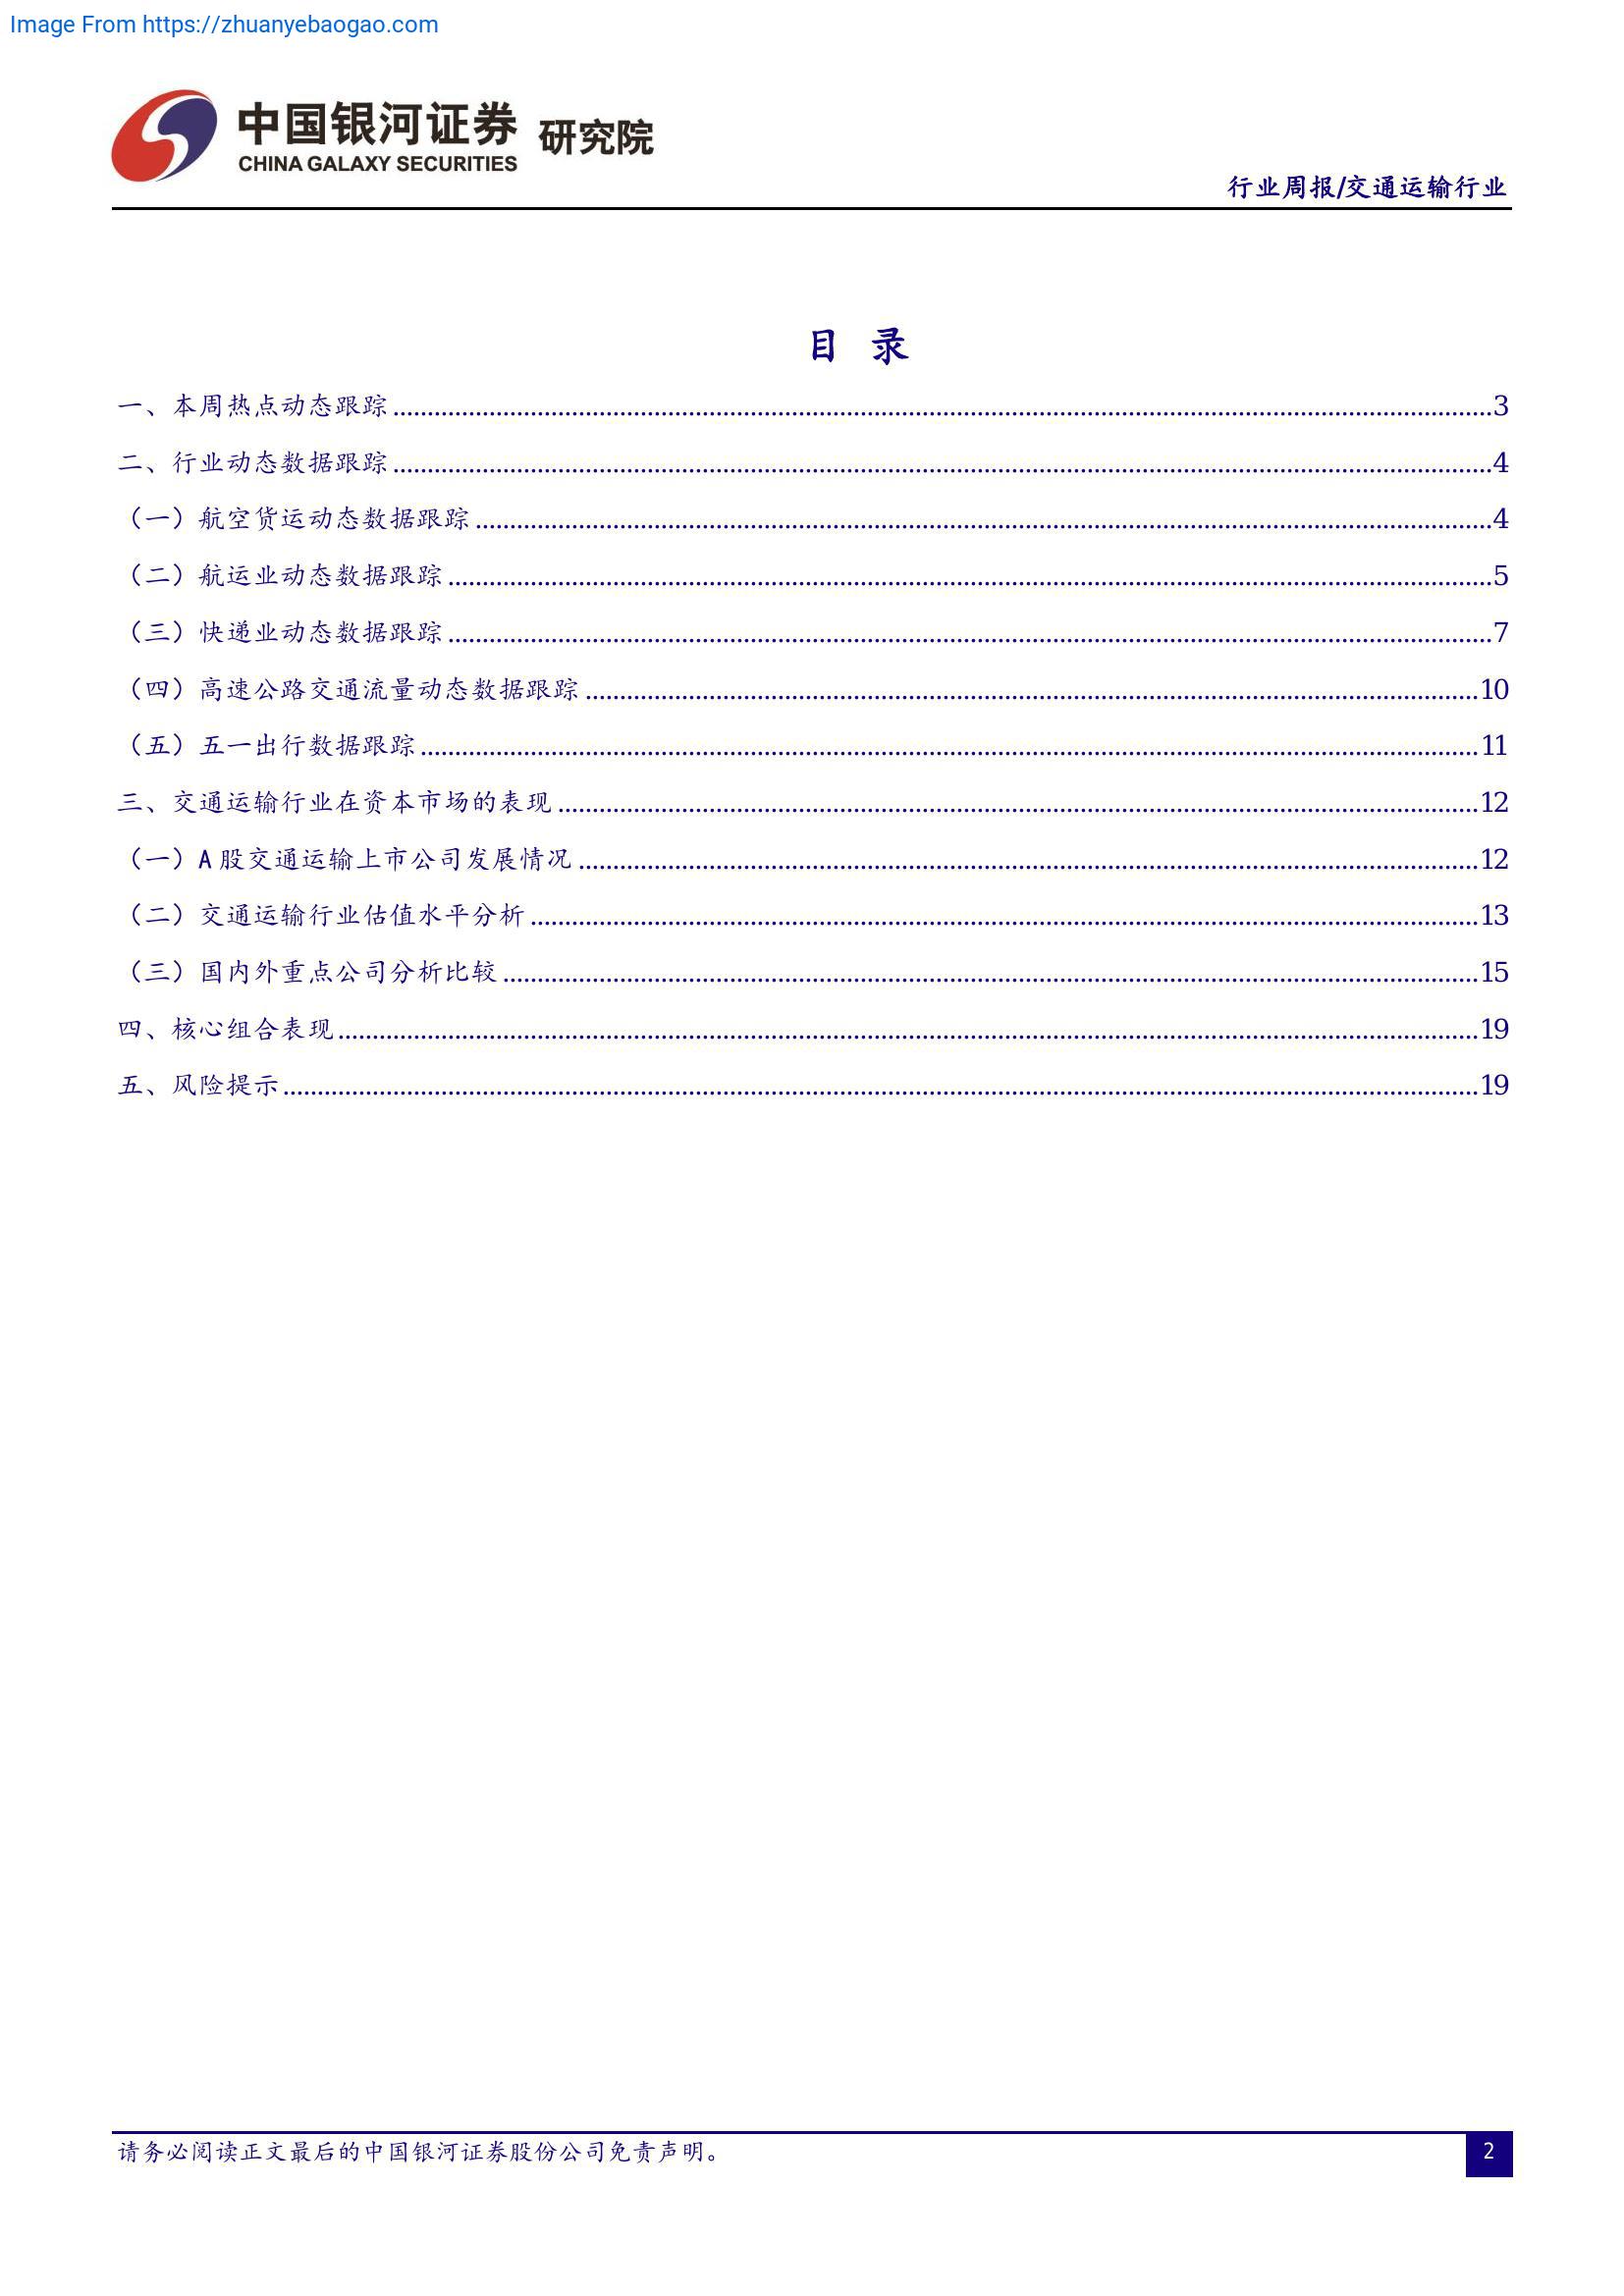 Image From https://zhuanyebaogao.com
中国银河证券 研究院
CHINA GALAXY SECURITIES
行业周报/交通运输行业
目 录
一、本周热点动态跟踪 3
二、行业动态数据跟踪 4
（一）航空货运动态数据跟踪 4
（二）航运业动态数据跟踪 5
（三）快递业动态数据跟踪 7
（四）高速公路交通流量动态数据跟踪 10
（五）五一出行数据跟踪 11
三、交通运输行业在资本市场的表现 12
（一）A 股交通运输上市公司发展情况 12
（二）交通运输行业估值水平分析 13
（三）国内外重点公司分析比较 15
四、核心组合表现 19
五、风险提示 19
请务必阅读正文最后的中国银河证券股份公司免责声明。
2